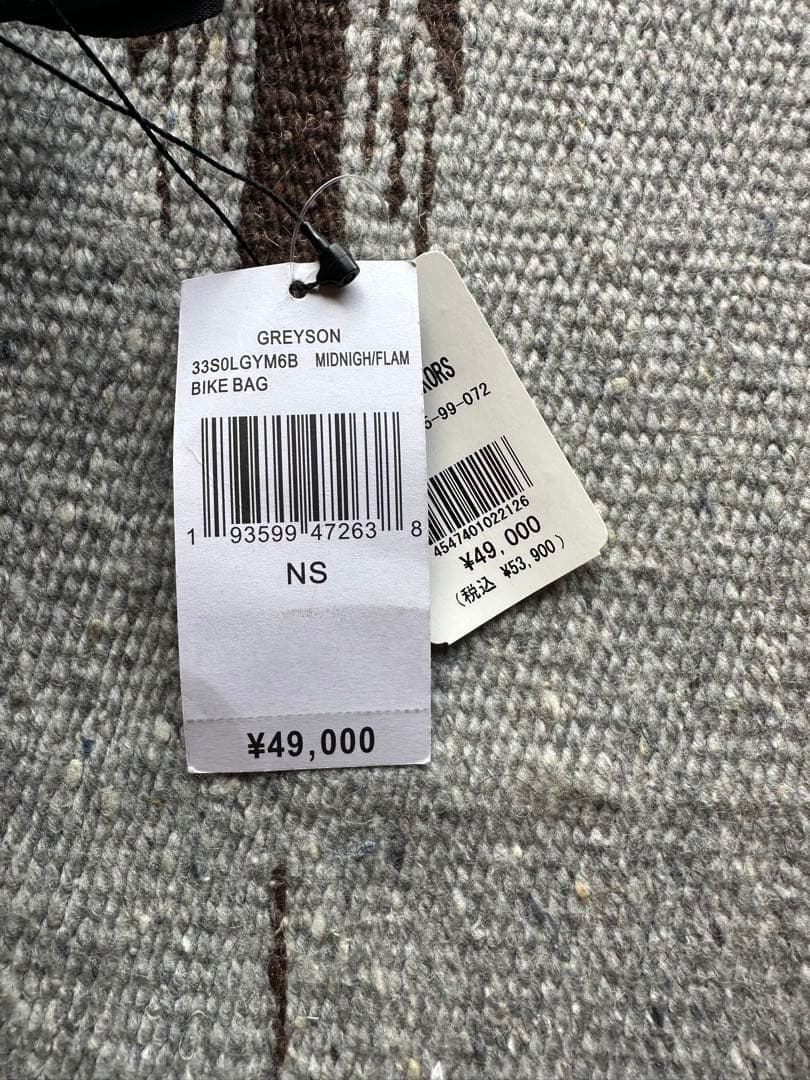 GREYSON
33S0LGYM6B MIDNIGH/FLAM
BIKE BAG
1 93599 47263 8
NS
¥49,000
KORS
5-99-072
4547401022126
¥49,000
(税込 ¥53,900)